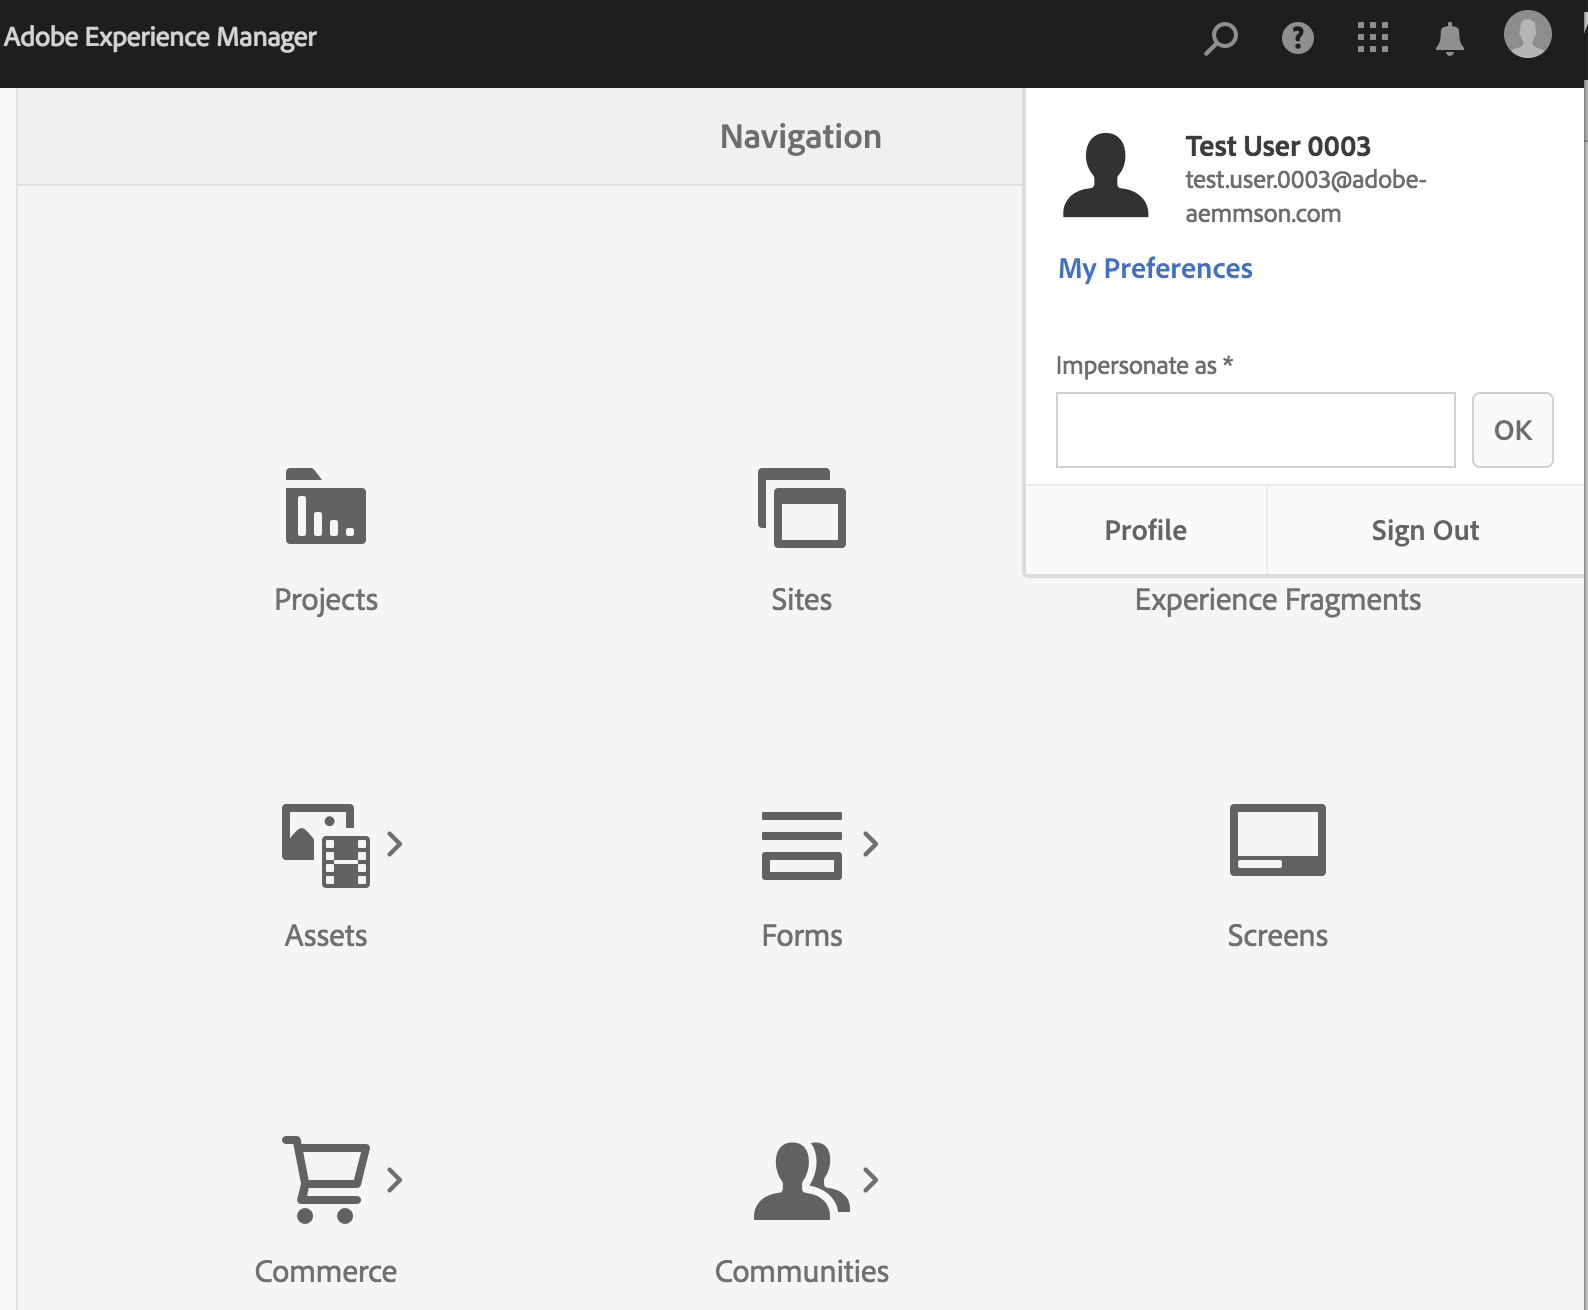 Adobe Experience Manager
Navigation
Test User 0003
test.user.0003@adobe-
aemmson.com
My Preferences
Impersonate as *
OK
Profile
Sign Out
Projects
Sites
Experience Fragments
Assets
Forms
Screens
Commerce
Communities